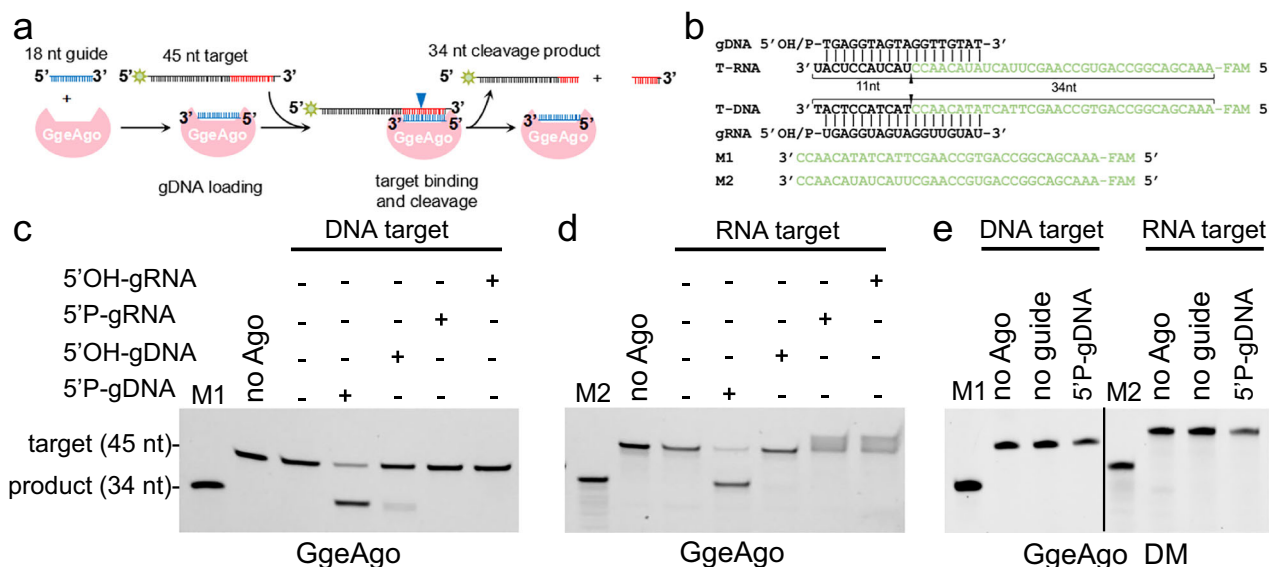 a
18 nt guide
45 nt target
34 nt cleavage product
5' 3' 5' 3' 5' + 3'
+
5' 3'
3' 5' 3' 5' 3' 5'
GgeAgo GgeAgo GgeAgo GgeAgo
gDNA loading
target binding
and cleavage
b
gDNA 5'OH/P-TGAGGTAGTAGGTTGTAT-3'
T-RNA 3'UACUCCAUCAUCCAACAUAUCAUUCGAACCGUGACCGGCAGCAAA-FAM 5
11nt 34nt
T-DNA 3'TACTCCATCATCCAACATATCATTCGAACCGTGACCGGCAGCAAA-FAM 5
gRNA 5'OH/P-UGAGGUAGUAGGUUGUAU-3'
M1 3'CCAACATATCATTCGAACCGTGACCGGCAGCAAA-FAM 5'
M2 3'CCAACAUAUCAUUCGAACCGUGACCGGCAGCAAA-FAM 5'
c
DNA target
5'OH-gRNA - - - - +
5'P-gRNA - - - + -
5'OH-gDNA - - + - -
5'P-gDNA - + - - -
M1
no Ago
target (45 nt)-
product (34 nt)-
GgeAgo
d
RNA target
- - - - +
- - - + -
- - + - -
- + - - -
M2
no Ago
GgeAgo
e
DNA target RNA target
M1
no Ago
no guide
5'P-gDNA
M2
no Ago
no guide
5'P-gDNA
GgeAgo DM